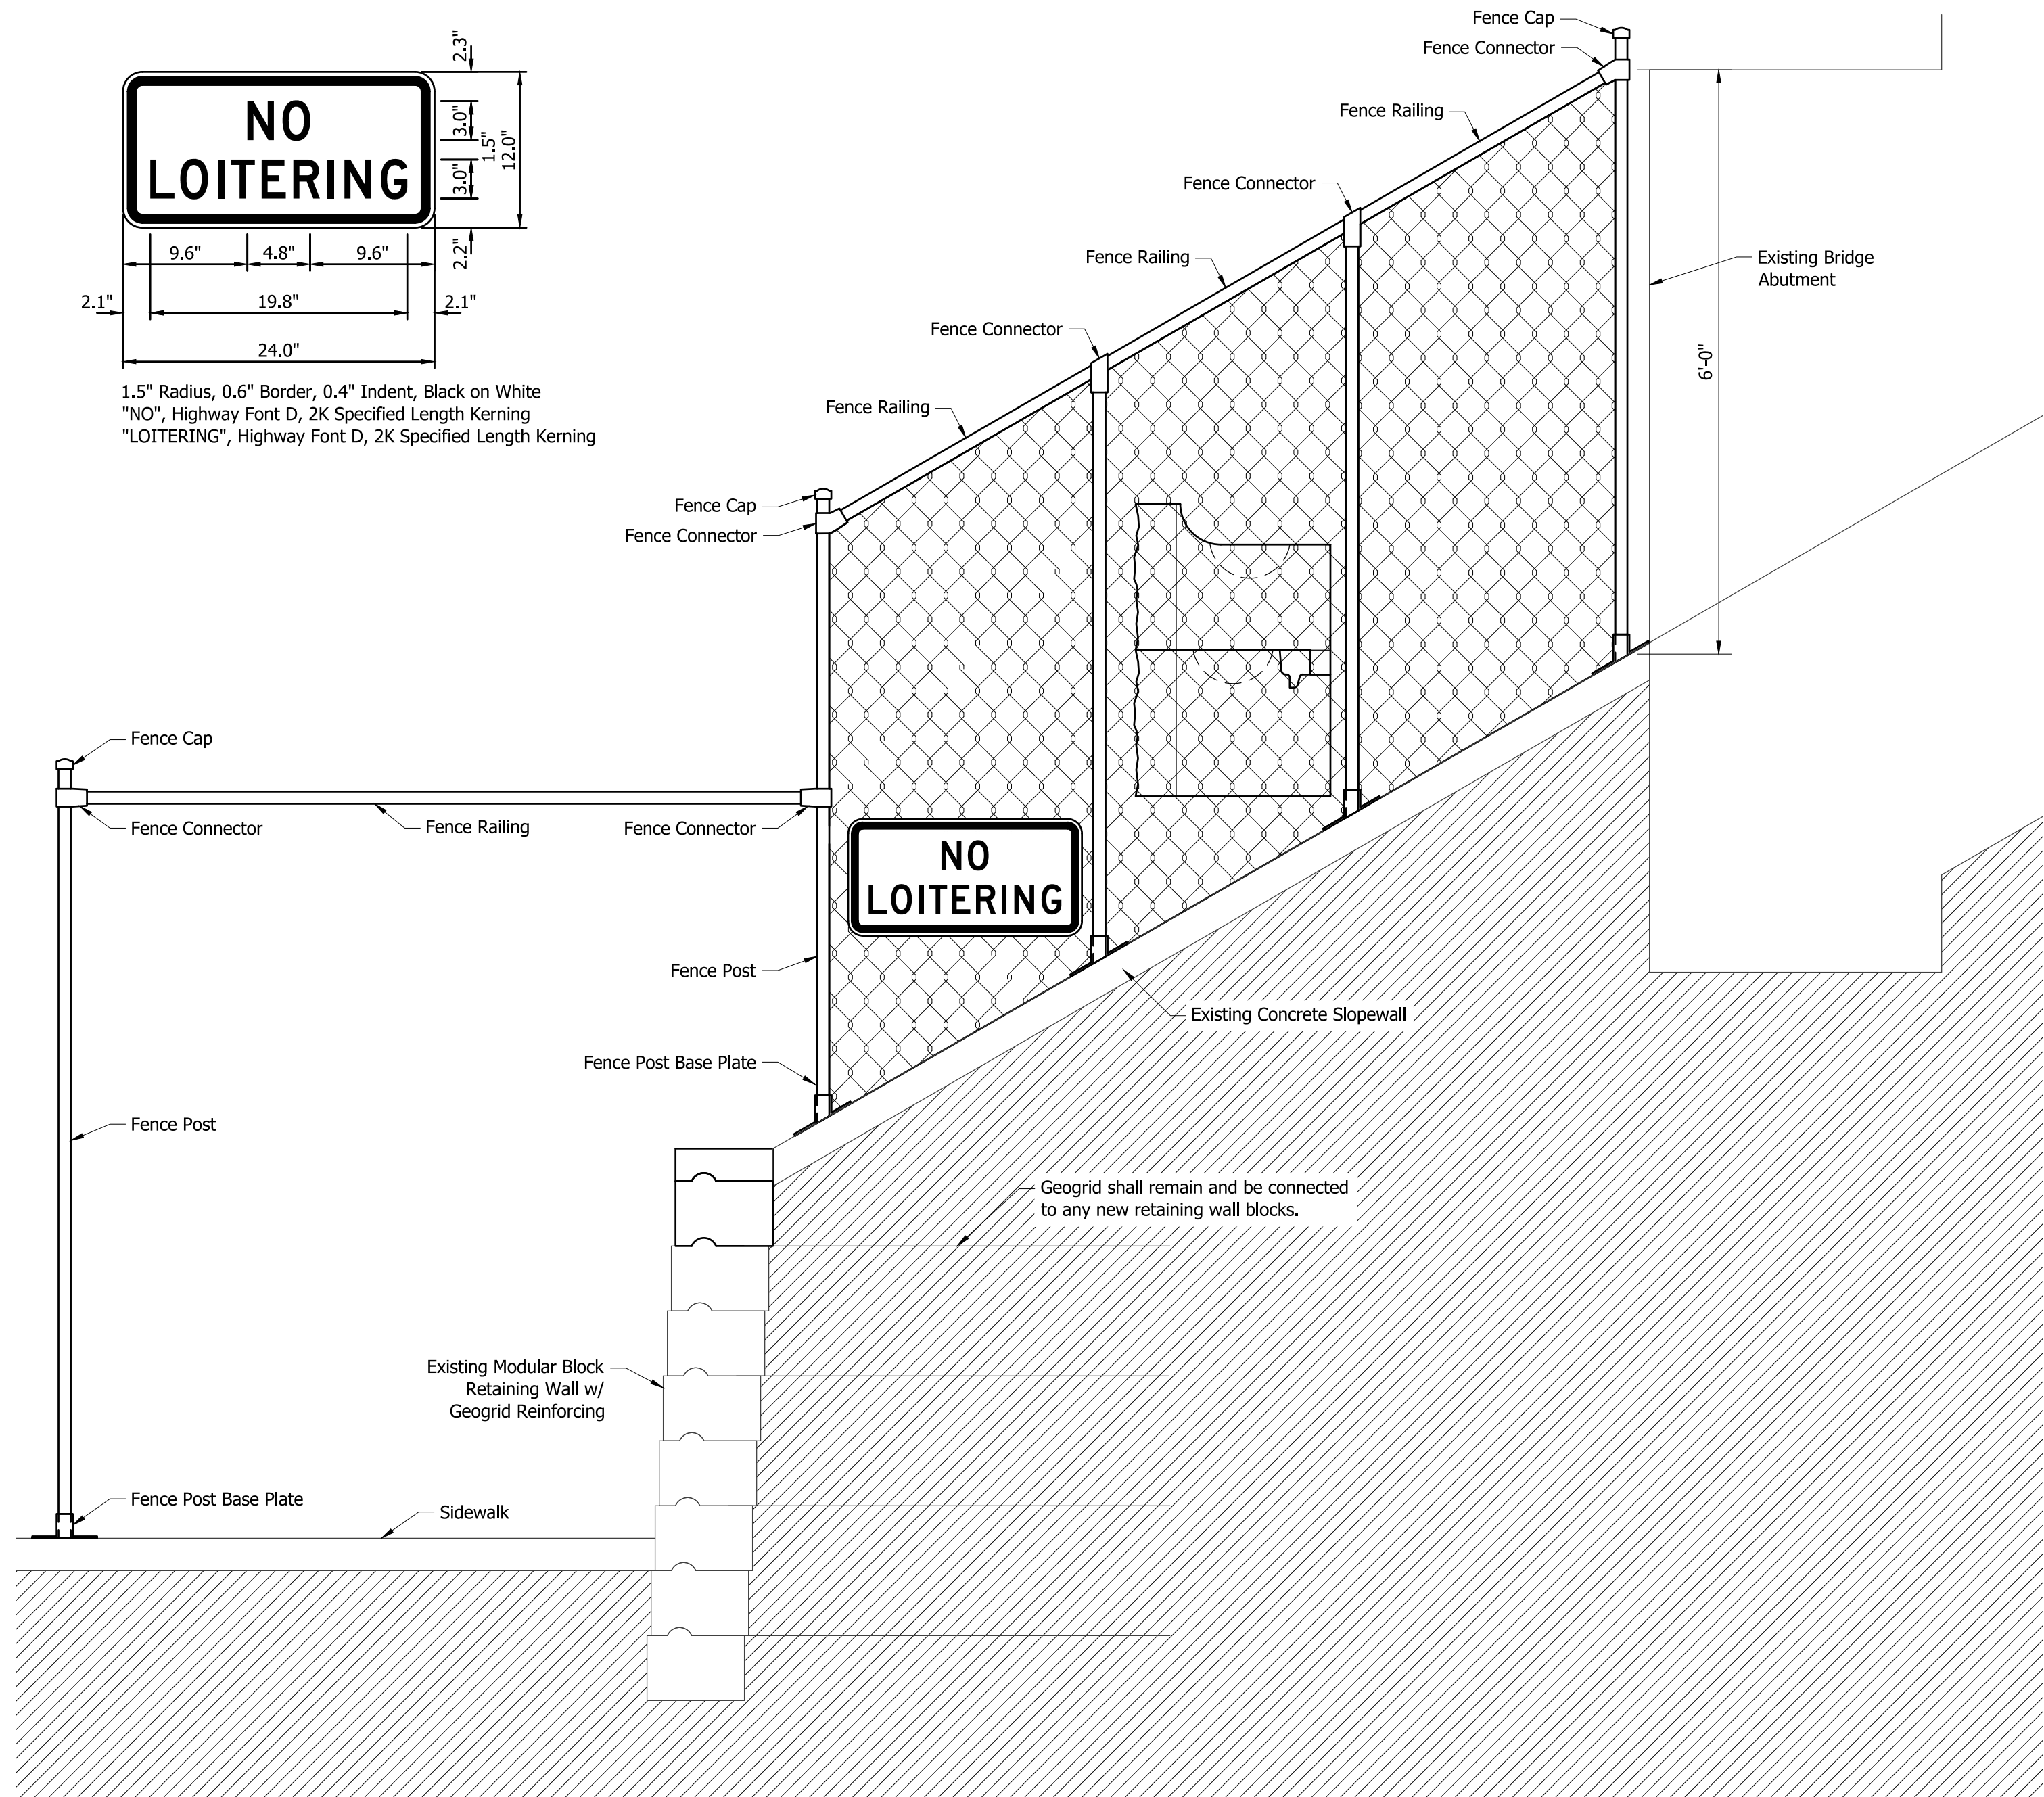 NO
LOITERING
2.3"
3.0"
1.5"
12.0"
3.0"
2.2"
9.6"
4.8"
9.6"
2.1"
19.8"
2.1"
24.0"
1.5" Radius, 0.6" Border, 0.4" Indent, Black on White
"NO", Highway Font D, 2K Specified Length Kerning
"LOITERING", Highway Font D, 2K Specified Length Kerning
Fence Cap
Fence Connector
Fence Railing
Fence Connector
Fence Railing
Existing Bridge
Abutment
Fence Connector
6'-0"
Fence Railing
Fence Cap
Fence Connector
Fence Cap
Fence Connector
Fence Railing
Fence Connector
NO
LOITERING
Fence Post
Existing Concrete Slopewall
Fence Post Base Plate
Fence Post
Geogrid shall remain and be connected
to any new retaining wall blocks.
Existing Modular Block
Retaining Wall w/
Geogrid Reinforcing
Fence Post Base Plate
Sidewalk